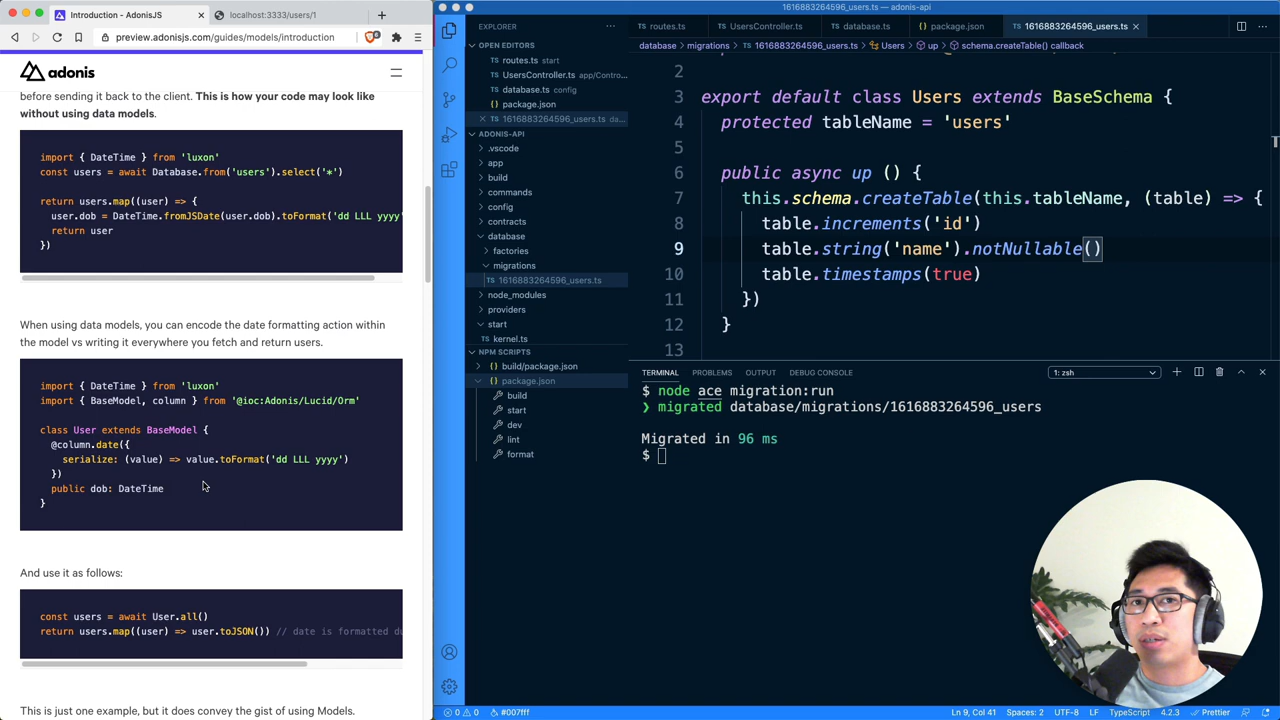 Introduction - AdonisJS
localhost:3333/users/1
preview.adonisjs.com/guides/models/introduction
adonis
before sending it back to the client. This is how your code may look like
without using data models.
import { DateTime } from 'luxon'
const users = await Database.from('users').select('*')
return users.map((user) => {
user.dob = DateTime.fromJSDate(user.dob).toFormat('dd LLL yyyy'
return user
})
When using data models, you can encode the date formatting action within
the model vs writing it everywhere you fetch and return users.
import { DateTime } from 'luxon'
import { BaseModel, column } from '@ioc:Adonis/Lucid/Orm'
class User extends BaseModel {
@column.date({
serialize: (value) => value.toFormat('dd LLL yyyy')
})
public dob: DateTime
}
And use it as follows:
const users = await User.all()
return users.map((user) => user.toJSON()) // date is formatted du
This is just one example, but it does convey the gist of using Models.
1616883264596_users.ts — adonis-api
EXPLORER
OPEN EDITORS
routes.ts start
UsersController.ts app/Contro...
database.ts config
package.json
1616883264596_users.ts da...
ADONIS-API
.vscode
app
build
commands
config
contracts
database
factories
migrations
1616883264596_users.ts
node_modules
providers
start
kernel.ts
NPM SCRIPTS
build/package.json
package.json
build
start
dev
lint
format
routes.ts
UsersController.ts
database.ts
package.json
1616883264596_users.ts
database > migrations > 1616883264596_users.ts > Users > up > schema.createTable() callback
2
3 export default class Users extends BaseSchema {
4 protected tableName = 'users'
5
6 public async up () {
7 this.schema.createTable(this.tableName, (table) => {
8 table.increments('id')
9 table.string('name').notNullable()
10 table.timestamps(true)
11 })
12 }
13
TERMINAL PROBLEMS OUTPUT DEBUG CONSOLE
1: zsh
$ node ace migration:run
❯ migrated database/migrations/1616883264596_users
Migrated in 96 ms
$
0 0 #007fff
Ln 9, Col 41 Spaces: 2 UTF-8 LF TypeScript 4.2.3 Prettier